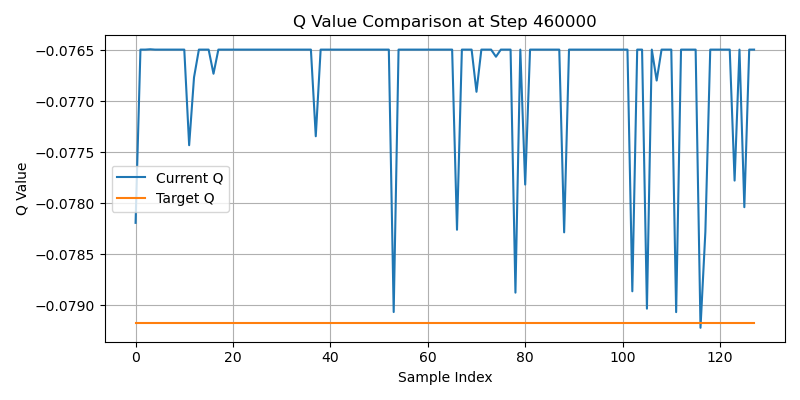 Q Value Comparison at Step 460000
−0.0765
−0.0770
−0.0775
−0.0780
−0.0785
−0.0790
Q Value
Current Q
Target Q
0
20
40
60
80
100
120
Sample Index